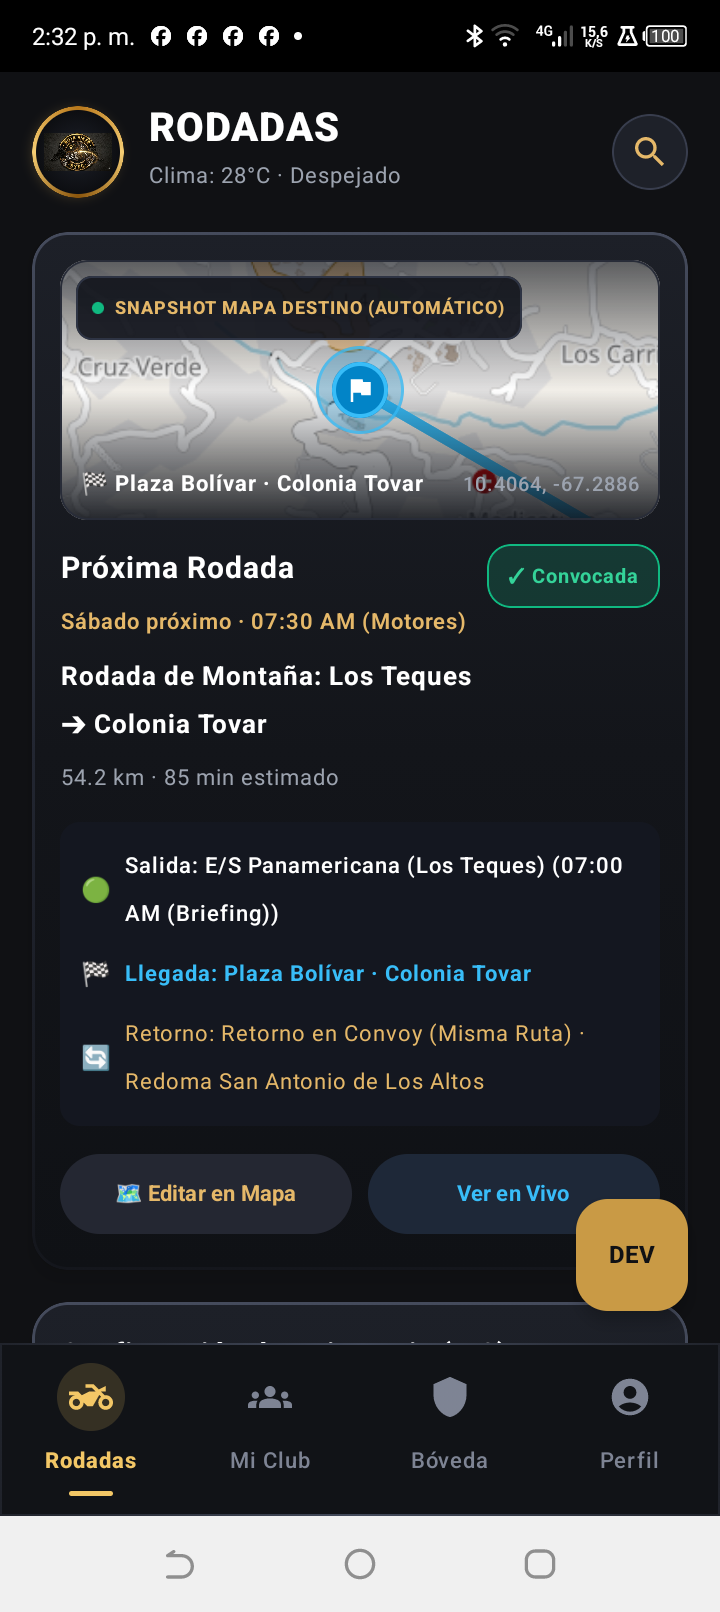 2:32 p. m.
4G
15,6
K/S
100
RODADAS
Clima: 28°C · Despejado
SNAPSHOT MAPA DESTINO (AUTOMÁTICO)
Cruz Verde
Los Carr
🏁 Plaza Bolívar · Colonia Tovar
10.4064, -67.2886
Próxima Rodada
✓ Convocada
Sábado próximo · 07:30 AM (Motores)
Rodada de Montaña: Los Teques
➔ Colonia Tovar
54.2 km · 85 min estimado
Salida: E/S Panamericana (Los Teques) (07:00
AM (Briefing))
Llegada: Plaza Bolívar · Colonia Tovar
Retorno: Retorno en Convoy (Misma Ruta) ·
Redoma San Antonio de Los Altos
🗺️ Editar en Mapa
Ver en Vivo
DEV
Rodadas
Mi Club
Bóveda
Perfil